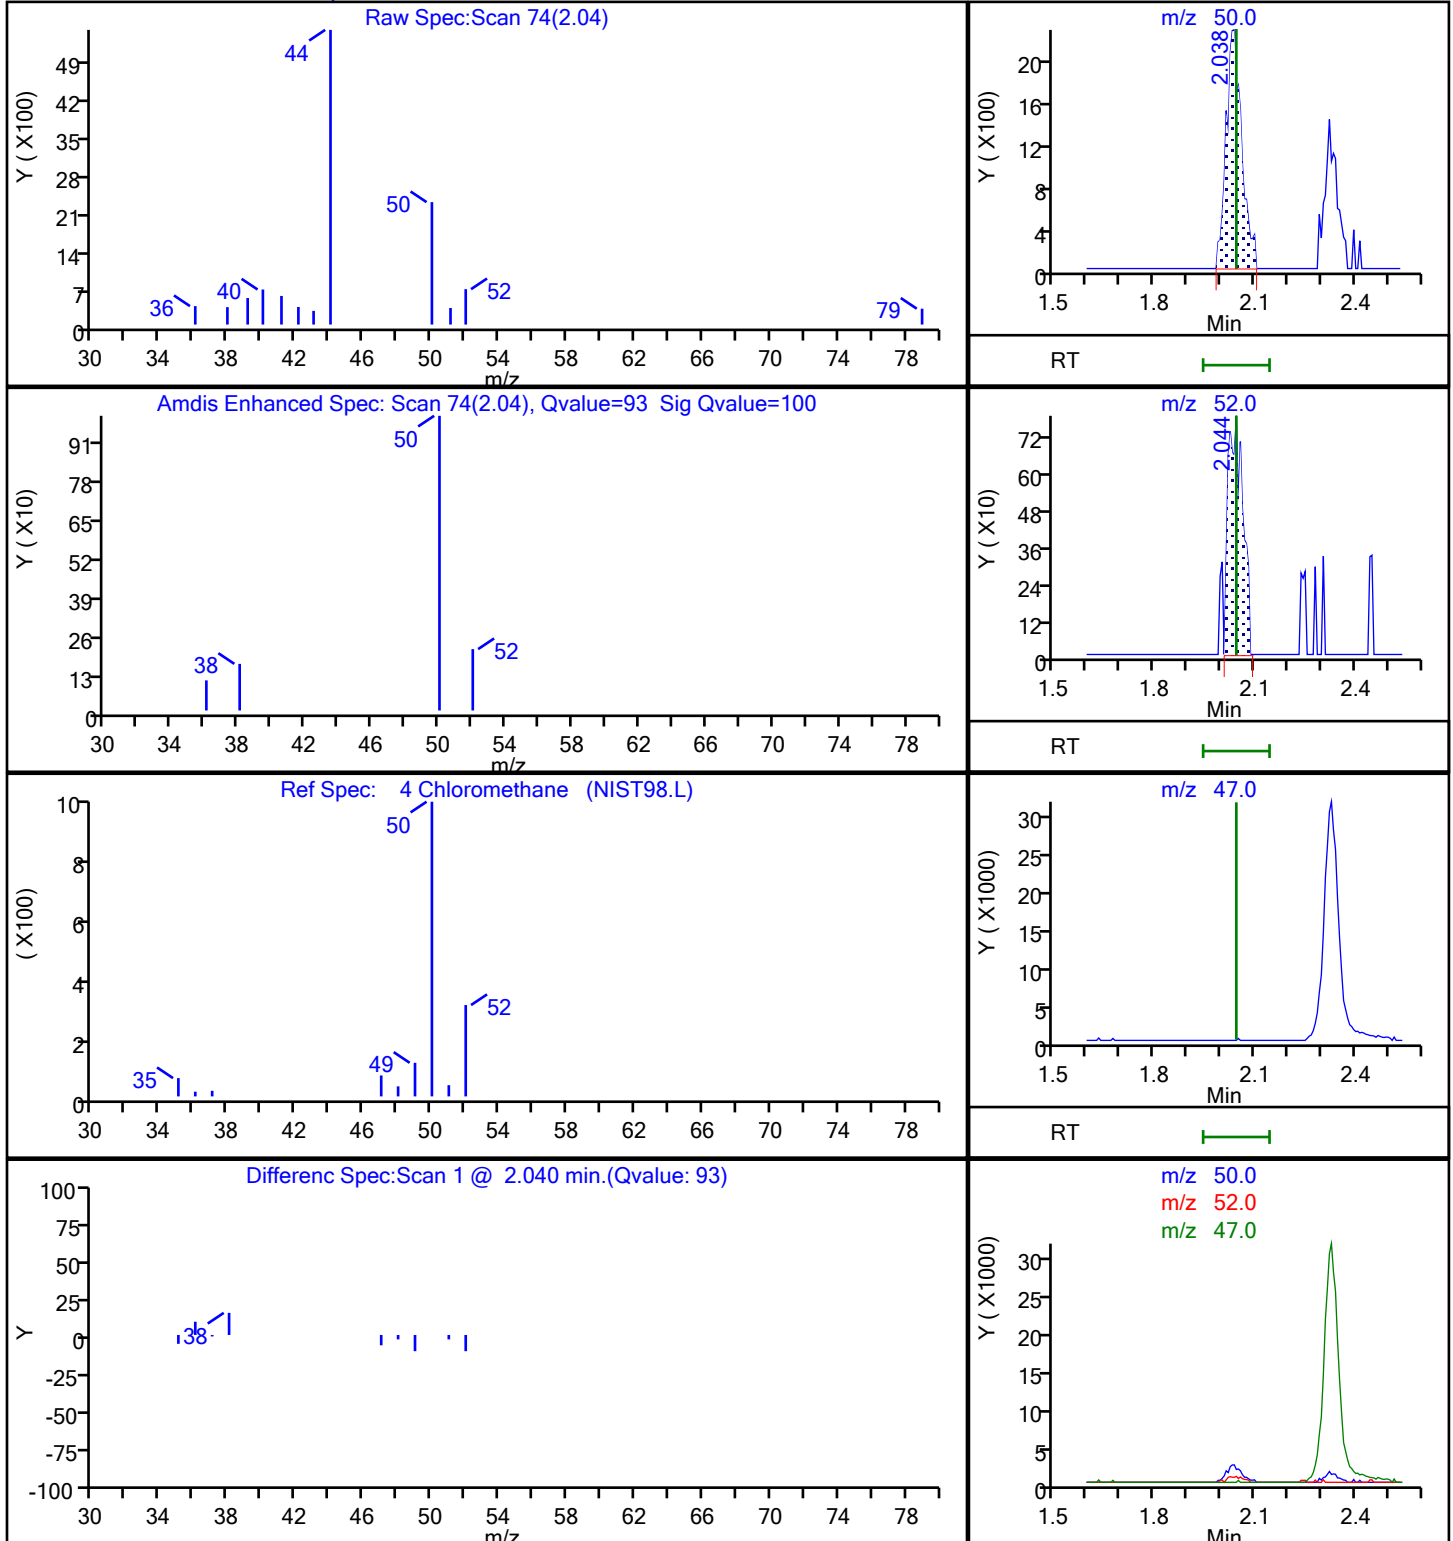 Raw Spec:Scan 74(2.04)
Y ( X100)
49
42
35
28
21
14
7
0
44
50
36
40
52
79
30 34 38 42 46 50 54 58 62 66 70 74 78
m/z
m/z 50.0
Y ( X100)
20
16
12
8
4
0
2.038
1.5 1.8 2.1 2.4
Min
RT
Amdis Enhanced Spec: Scan 74(2.04), Qvalue=93 Sig Qvalue=100
Y ( X10)
91
78
65
52
39
26
13
0
50
38
52
30 34 38 42 46 50 54 58 62 66 70 74 78
m/z
m/z 52.0
Y ( X10)
72
60
48
36
24
12
0
2.044
1.5 1.8 2.1 2.4
Min
RT
Ref Spec: 4 Chloromethane (NIST98.L)
( X100)
10
8
6
4
2
0
50
52
49
35
30 34 38 42 46 50 54 58 62 66 70 74 78
m/z 47.0
Y ( X1000)
30
25
20
15
10
5
0
1.5 1.8 2.1 2.4
Min
RT
Differenc Spec:Scan 1 @ 2.040 min.(Qvalue: 93)
Y
100
75
50
25
0
-25
-50
-75
-100
38
30 34 38 42 46 50 54 58 62 66 70 74 78
m/z
m/z 50.0
m/z 52.0
m/z 47.0
Y ( X1000)
30
25
20
15
10
5
0
1.5 1.8 2.1 2.4
Min